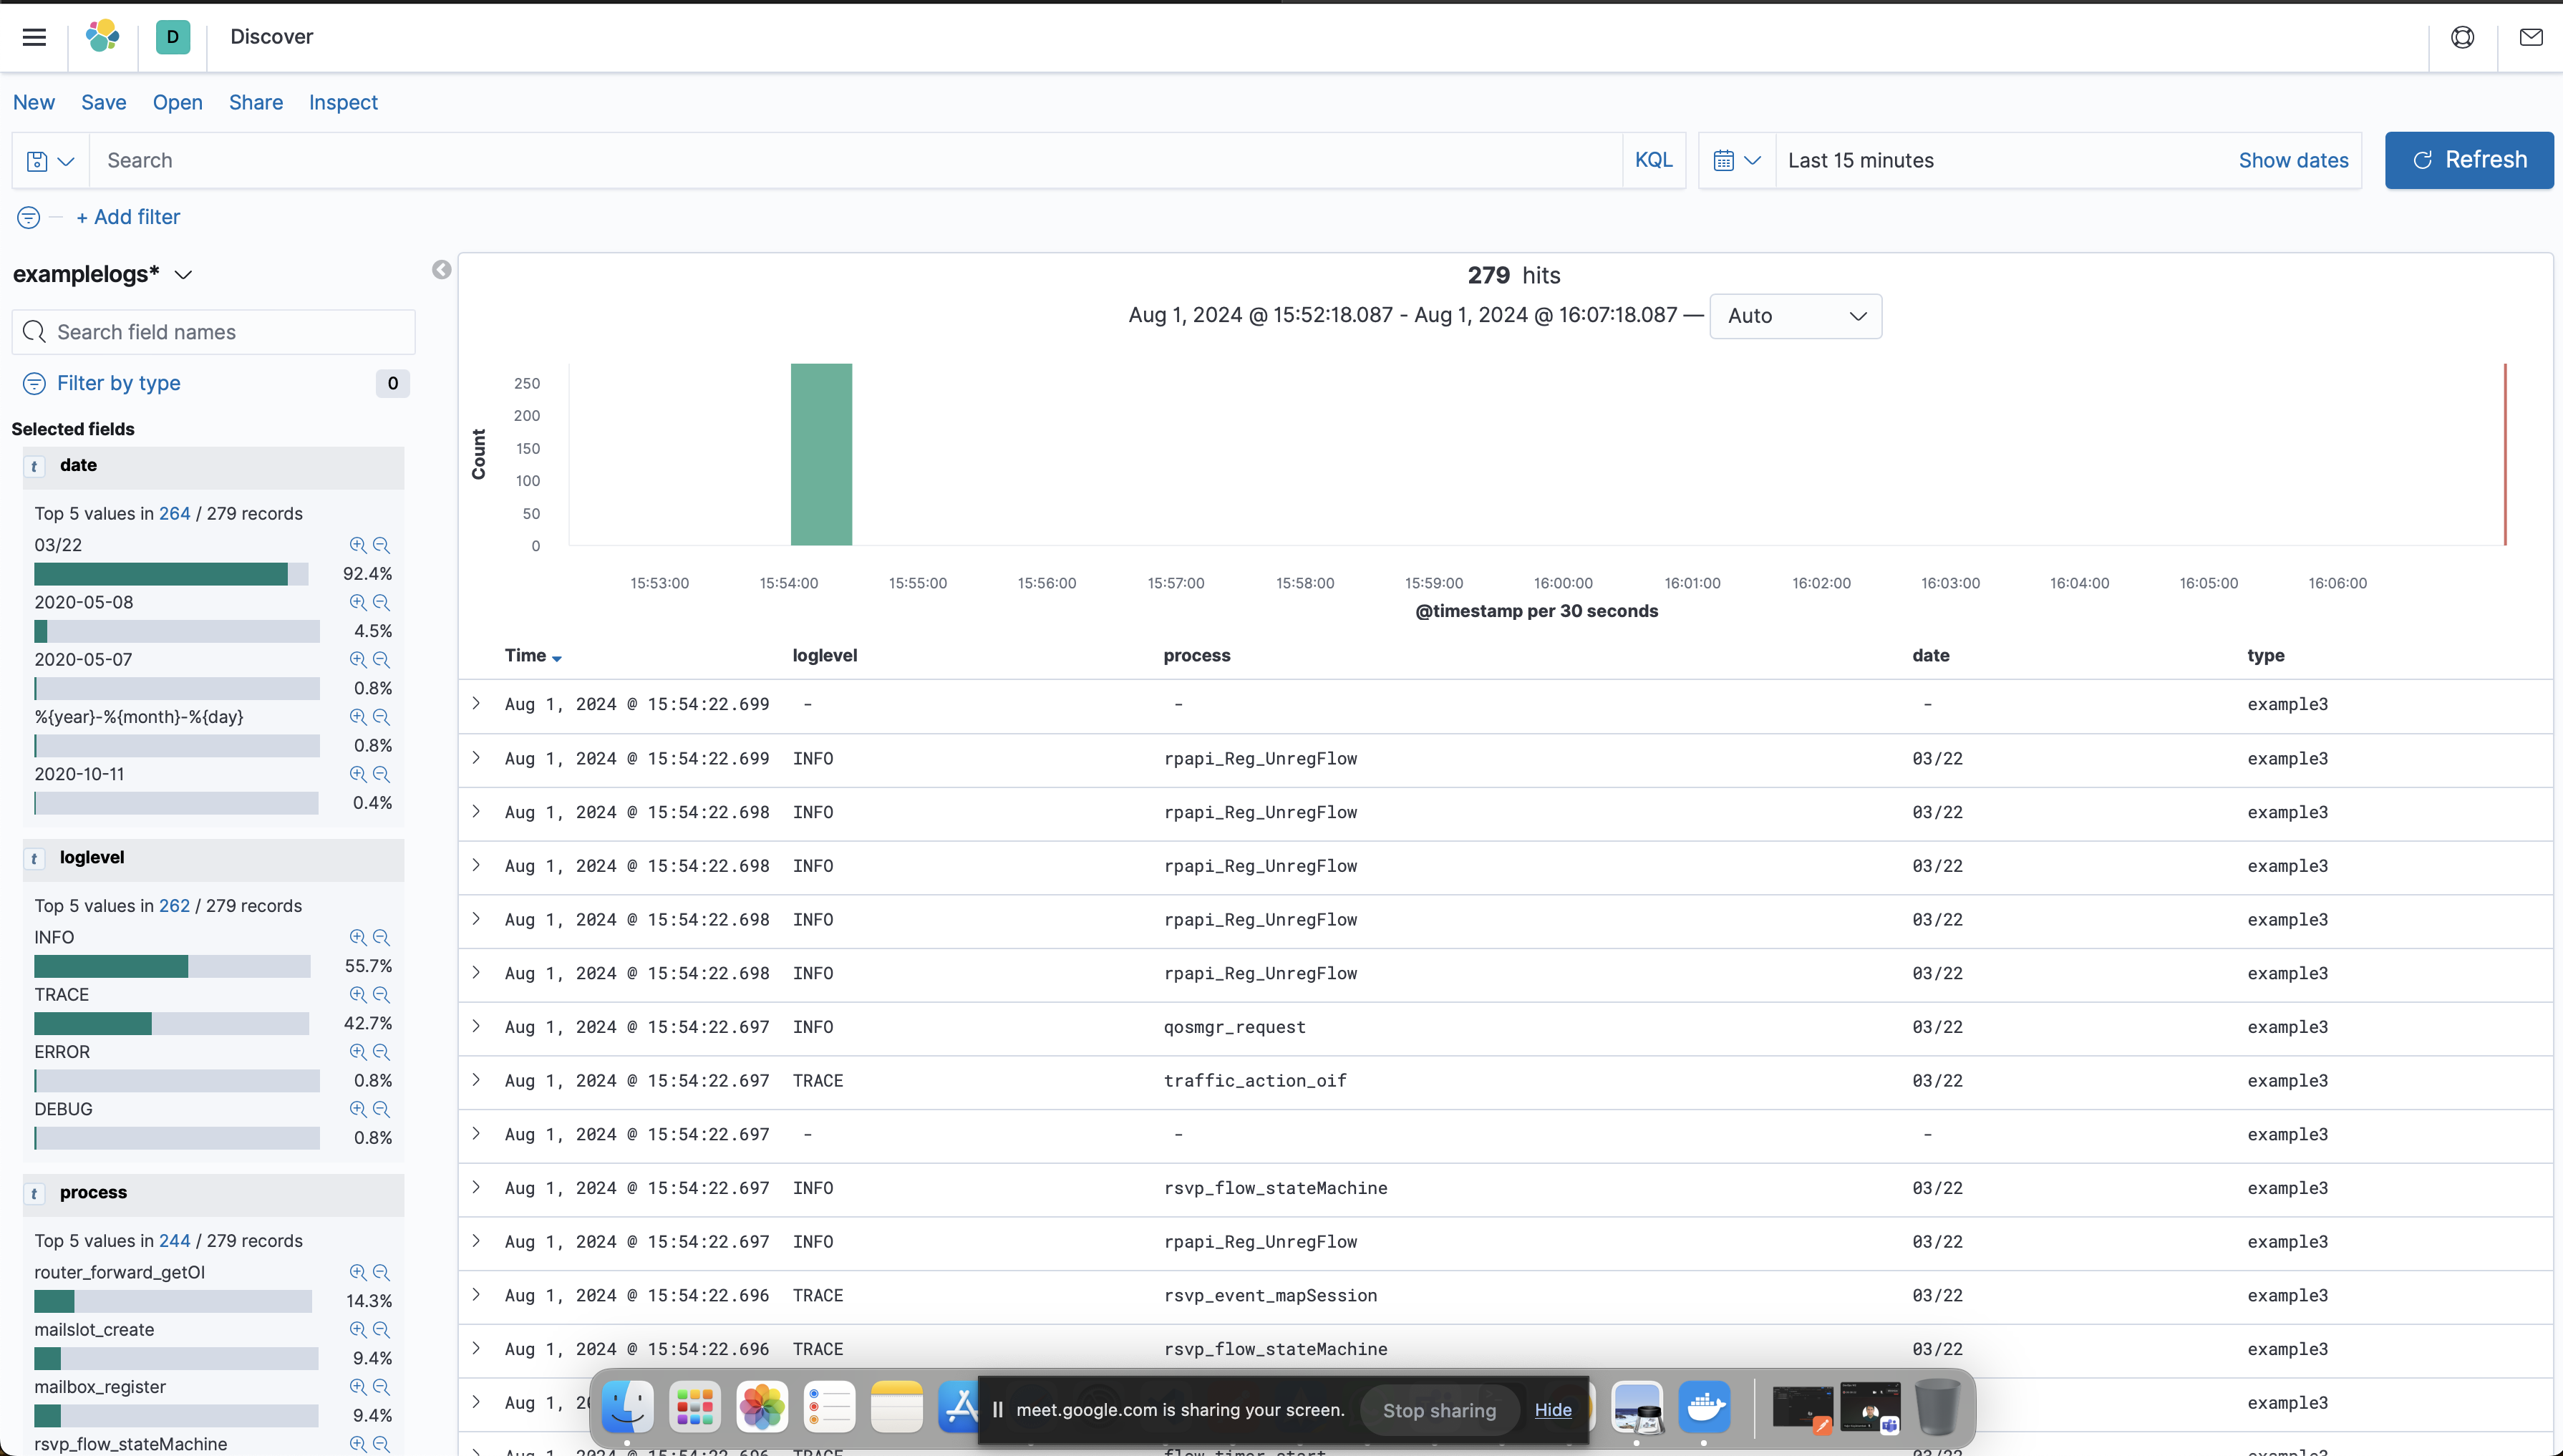 D Discover
New Save Open Share Inspect
Search KQL Last 15 minutes Show dates Refresh
+ Add filter
examplelogs*
Search field names
Filter by type 0
Selected fields
t date
Top 5 values in 264 / 279 records
03/22
92.4%
2020-05-08
4.5%
2020-05-07
0.8%
%{year}-%{month}-%{day}
0.8%
2020-10-11
0.4%
t loglevel
Top 5 values in 262 / 279 records
INFO
55.7%
TRACE
42.7%
ERROR
0.8%
DEBUG
0.8%
t process
Top 5 values in 244 / 279 records
router_forward_getOI
14.3%
mailslot_create
9.4%
mailbox_register
9.4%
rsvp_flow_stateMachine
279 hits
Aug 1, 2024 @ 15:52:18.087 - Aug 1, 2024 @ 16:07:18.087 — Auto
Count
250
200
150
100
50
0
15:53:00 15:54:00 15:55:00 15:56:00 15:57:00 15:58:00 15:59:00 16:00:00 16:01:00 16:02:00 16:03:00 16:04:00 16:05:00 16:06:00
@timestamp per 30 seconds
Time loglevel process date type
Aug 1, 2024 @ 15:54:22.699 - - - example3
Aug 1, 2024 @ 15:54:22.699 INFO rpapi_Reg_UnregFlow 03/22 example3
Aug 1, 2024 @ 15:54:22.698 INFO rpapi_Reg_UnregFlow 03/22 example3
Aug 1, 2024 @ 15:54:22.698 INFO rpapi_Reg_UnregFlow 03/22 example3
Aug 1, 2024 @ 15:54:22.698 INFO rpapi_Reg_UnregFlow 03/22 example3
Aug 1, 2024 @ 15:54:22.698 INFO rpapi_Reg_UnregFlow 03/22 example3
Aug 1, 2024 @ 15:54:22.697 INFO qosmgr_request 03/22 example3
Aug 1, 2024 @ 15:54:22.697 TRACE traffic_action_oif 03/22 example3
Aug 1, 2024 @ 15:54:22.697 - - - example3
Aug 1, 2024 @ 15:54:22.697 INFO rsvp_flow_stateMachine 03/22 example3
Aug 1, 2024 @ 15:54:22.697 INFO rpapi_Reg_UnregFlow 03/22 example3
Aug 1, 2024 @ 15:54:22.696 TRACE rsvp_event_mapSession 03/22 example3
Aug 1, 2024 @ 15:54:22.696 TRACE rsvp_flow_stateMachine 03/22 example3
Aug 1, example3
meet.google.com is sharing your screen. Stop sharing Hide